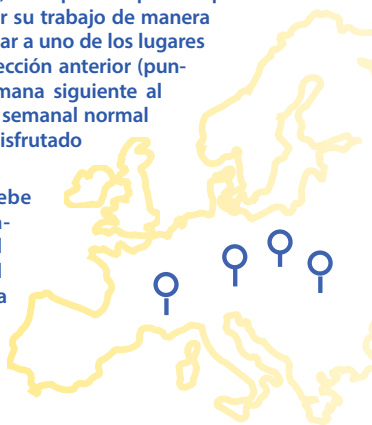 r su trabajo de manera
ar a uno de los lugares
ección anterior (pun-
mana siguiente al
semanal normal
isfrutado
ebe
a-
a